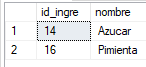 id_ingre nombre
1 14 Azucar
2 16 Pimienta